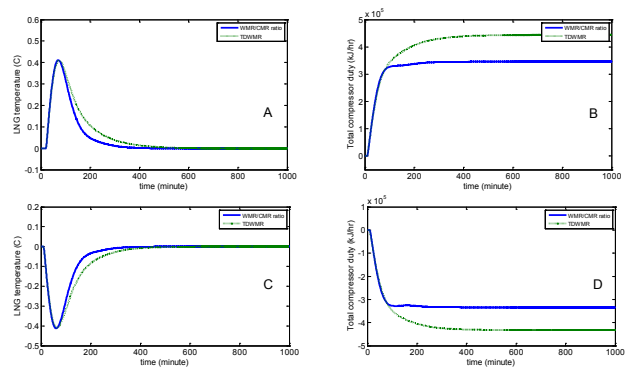 0.6
0.5
0.4
0.3
0.2
0.1
0
-0.1
0 200 400 600 800 1000
time (minute)
LNG temperature (C)
WMR/CMR ratio
TDWMR
A
x 10^5
5
4
3
2
1
0
-1
0 200 400 600 800 1000
time (minute)
Total compressor duty (kJ/hr)
WMR/CMR ratio
TDWMR
B
0.2
0.1
0
-0.1
-0.2
-0.3
-0.4
-0.5
0 200 400 600 800 1000
time (minute)
LNG temperature (C)
WMR/CMR ratio
TDWMR
C
x 10^5
1
0
-1
-2
-3
-4
-5
0 200 400 600 800 1000
time (minute)
Total compressor duty (kJ/hr)
WMR/CMR ratio
TDWMR
D